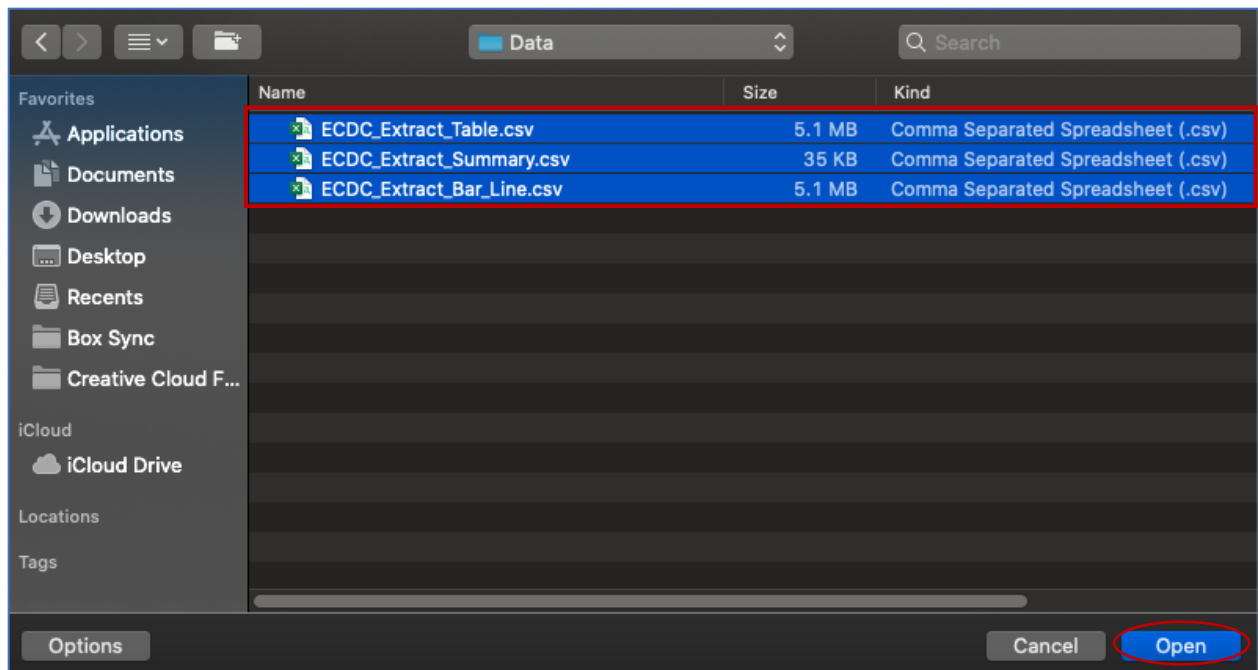 Data
Search
Favorites
Applications
Documents
Downloads
Desktop
Recents
Box Sync
Creative Cloud F...
iCloud
iCloud Drive
Locations
Tags
Name Size Kind
ECDC_Extract_Table.csv 5.1 MB Comma Separated Spreadsheet (.csv)
ECDC_Extract_Summary.csv 35 KB Comma Separated Spreadsheet (.csv)
ECDC_Extract_Bar_Line.csv 5.1 MB Comma Separated Spreadsheet (.csv)
Options Cancel Open